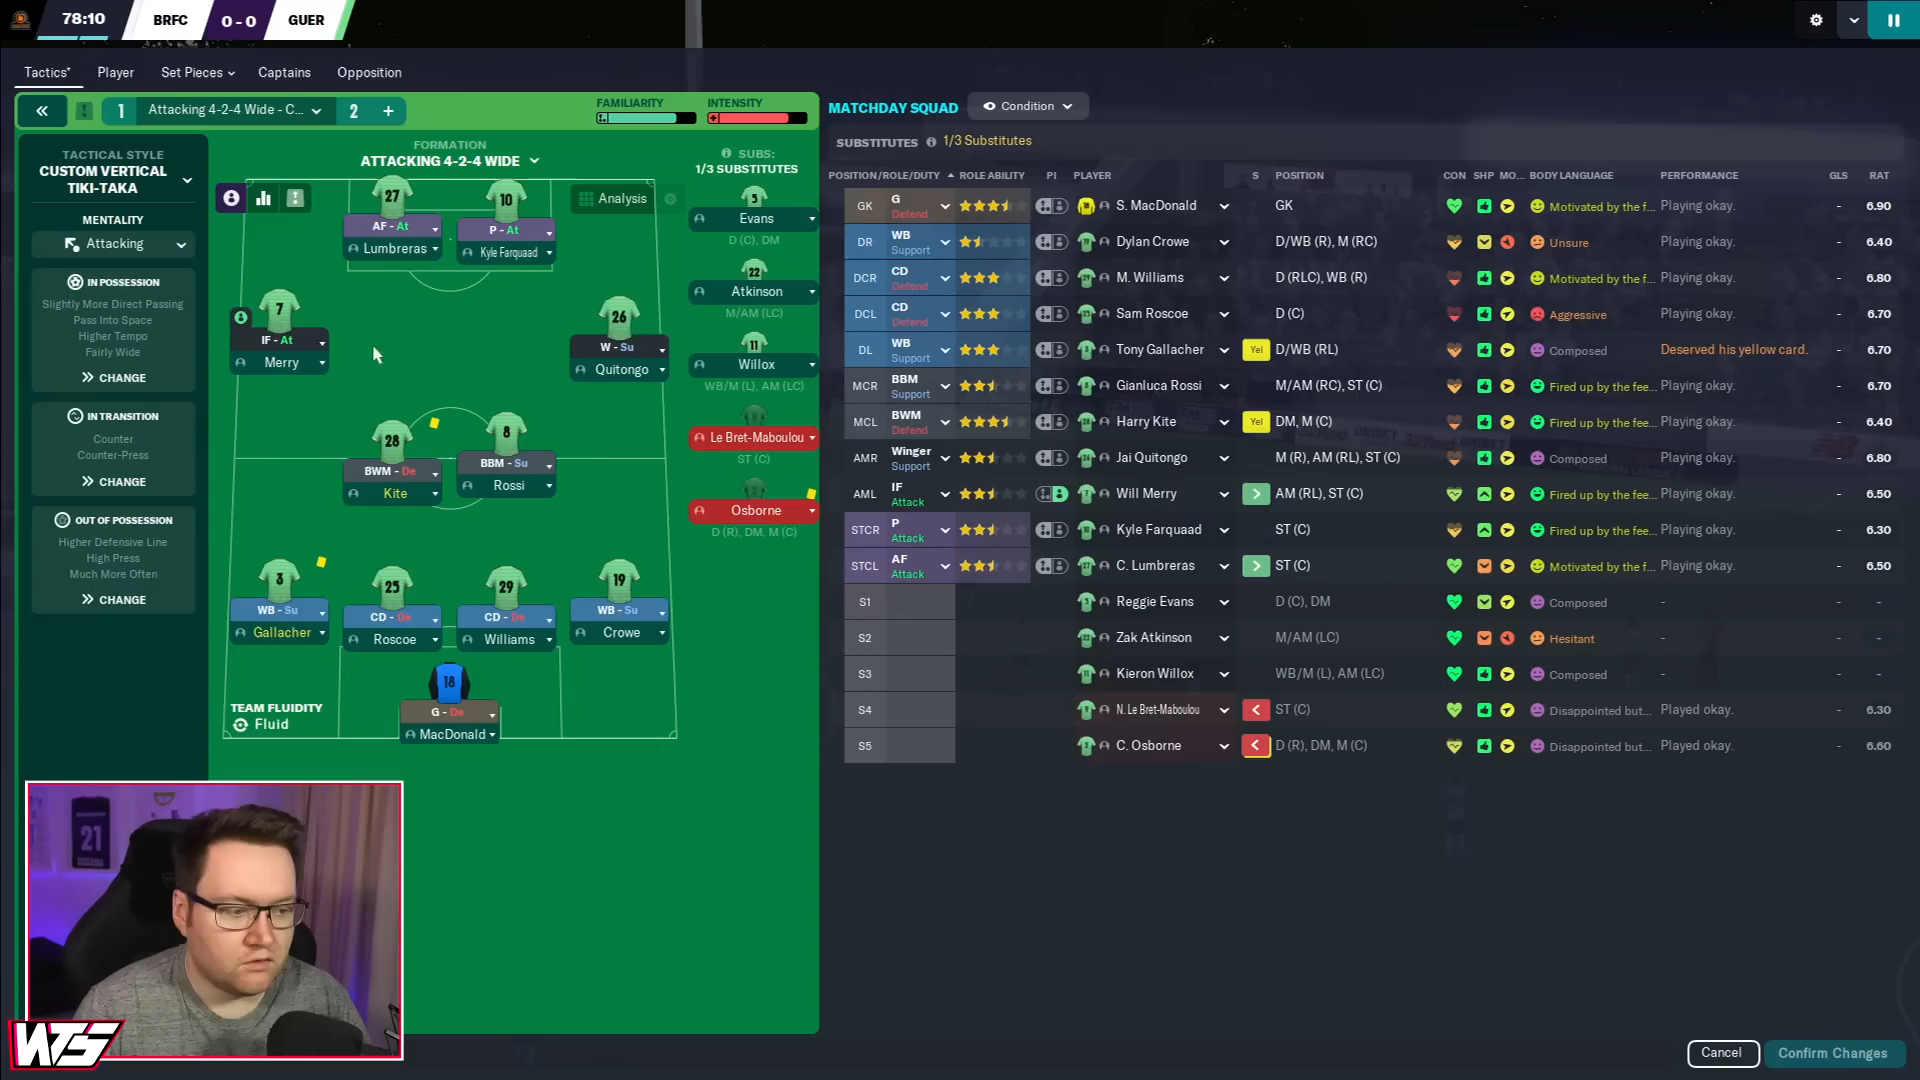 78:10
BRFC
0 - 0
GUER
Tactics*
Player
Set Pieces
Captains
Opposition
1
Attacking 4-2-4 Wide - C...
2
+
FAMILIARITY
INTENSITY
TACTICAL STYLE
CUSTOM VERTICAL
TIKI-TAKA
MENTALITY
Attacking
IN POSSESSION
Slightly More Direct Passing
Pass Into Space
Higher Tempo
Fairly Wide
CHANGE
IN TRANSITION
Counter
Counter-Press
CHANGE
OUT OF POSSESSION
Higher Defensive Line
High Press
Much More Often
CHANGE
FORMATION
ATTACKING 4-2-4 WIDE
Analysis
27
AF - At
Lumbreras
10
P - At
Kyle Farquaad
7
IF - At
Merry
26
W - Su
Quitongo
28
BWM - De
Kite
8
BBM - Su
Rossi
3
WB - Su
Gallacher
25
CD - De
Roscoe
29
CD - De
Williams
19
WB - Su
Crowe
18
G - De
MacDonald
TEAM FLUIDITY
Fluid
SUBS:
1/3 SUBSTITUTES
5
Evans
D (C), DM
22
Atkinson
M/AM (LC)
11
Willox
WB/M (L), AM (LC)
Le Bret-Maboulou
ST (C)
Osborne
D (R), DM, M (C)
MATCHDAY SQUAD
Condition
SUBSTITUTES 1/3 Substitutes
POSITION/ROLE/DUTY ROLE ABILITY PI PLAYER S POSITION CON SHP MO... BODY LANGUAGE PERFORMANCE GLS RAT
GK G Defend S. MacDonald GK Motivated by the f... Playing okay. - 6.90
DR WB Support Dylan Crowe D/WB (R), M (RC) Unsure Playing okay. - 6.40
DCR CD Defend M. Williams D (RLC), WB (R) Motivated by the f... Playing okay. - 6.80
DCL CD Defend Sam Roscoe D (C) Aggressive Playing okay. - 6.70
DL WB Support Tony Gallacher Yel D/WB (RL) Composed Deserved his yellow card. - 6.70
MCR BBM Support Gianluca Rossi M/AM (RC), ST (C) Fired up by the fee... Playing okay. - 6.70
MCL BWM Defend Harry Kite Yel DM, M (C) Fired up by the fee... Playing okay. - 6.40
AMR Winger Support Jai Quitongo M (R), AM (RL), ST (C) Composed Playing okay. - 6.80
AML IF Attack Will Merry AM (RL), ST (C) Fired up by the fee... Playing okay. - 6.50
STCR P Attack Kyle Farquaad ST (C) Fired up by the fee... Playing okay. - 6.30
STCL AF Attack C. Lumbreras ST (C) Motivated by the f... Playing okay. - 6.50
S1 Reggie Evans D (C), DM Composed - - -
S2 Zak Atkinson M/AM (LC) Hesitant - - -
S3 Kieron Willox WB/M (L), AM (LC) Composed - - -
S4 N. Le Bret-Maboulou ST (C) Disappointed but... Played okay. - 6.30
S5 C. Osborne D (R), DM, M (C) Disappointed but... Played okay. - 6.60
21
WTS
Cancel
Confirm Changes